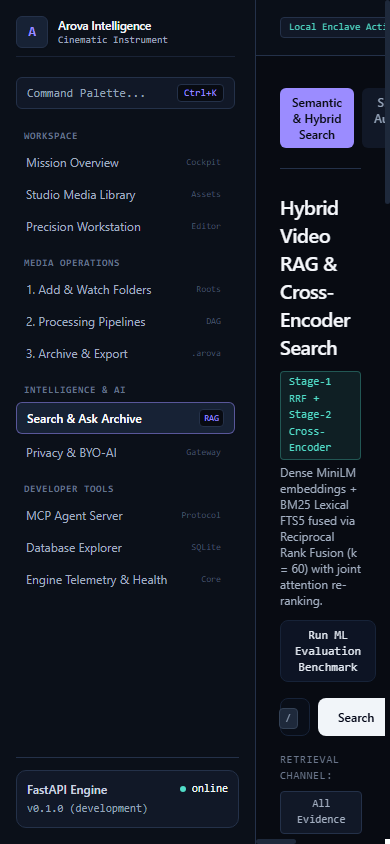 A
Arova Intelligence
Cinematic Instrument
Command Palette...
Ctrl+K
WORKSPACE
Mission Overview
Cockpit
Studio Media Library
Assets
Precision Workstation
Editor
MEDIA OPERATIONS
1. Add & Watch Folders
Roots
2. Processing Pipelines
DAG
3. Archive & Export
.arova
INTELLIGENCE & AI
Search & Ask Archive
RAG
Privacy & BYO-AI
Gateway
DEVELOPER TOOLS
MCP Agent Server
Protocol
Database Explorer
SQLite
Engine Telemetry & Health
Core
FastAPI Engine
online
v0.1.0 (development)
Local Enclave Acti
Semantic
& Hybrid
Search
S
Au
Hybrid
Video
RAG &
Cross-
Encoder
Search
Stage-1
RRF +
Stage-2
Cross-
Encoder
Dense MiniLM
embeddings +
BM25 Lexical
FTS5 fused via
Reciprocal
Rank Fusion (k
= 60) with joint
attention re-
ranking.
Run ML
Evaluation
Benchmark
/
Search
RETRIEVAL
CHANNEL:
All
Evidence